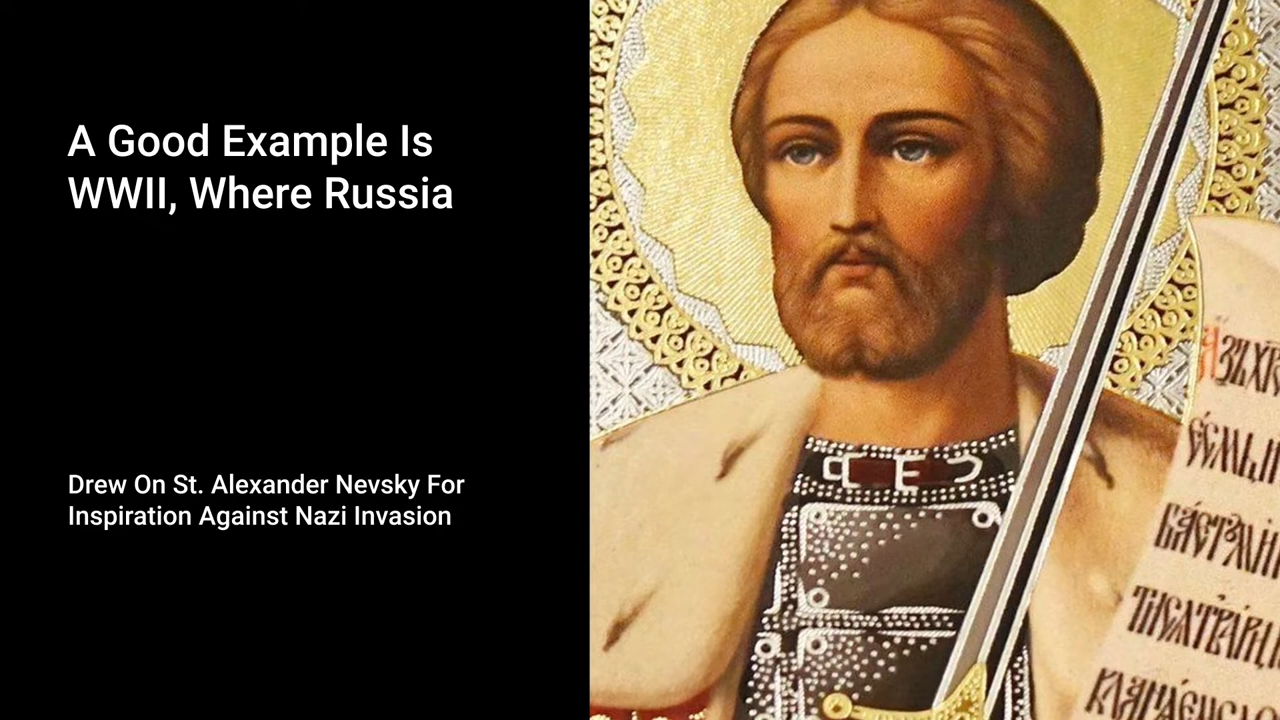 A Good Example Is
WWII, Where Russia
Drew On St. Alexander Nevsky For
Inspiration Against Nazi Invasion